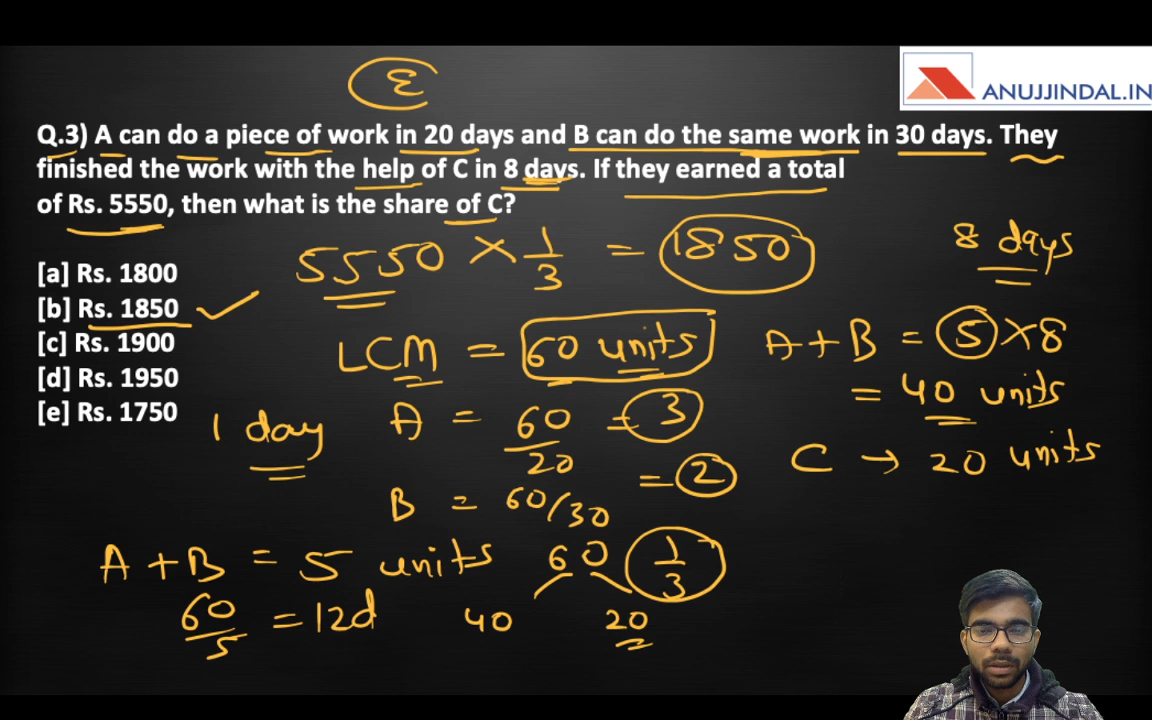 ε
ANUJJINDAL.IN
Q.3) A can do a piece of work in 20 days and B can do the same work in 30 days. They
finished the work with the help of C in 8 days. If they earned a total
of Rs. 5550, then what is the share of C?
5550 × 1/3 = 1850
8 days
[a] Rs. 1800
[b] Rs. 1850
[c] Rs. 1900
[d] Rs. 1950
[e] Rs. 1750
LCM = 60 units
A + B = 5 × 8
= 40 units
1 day
A = 60/20 = 3
C → 20 units
B = 60/30 = 2
A + B = 5 units
60/5 = 12d
60 1/3
40 20